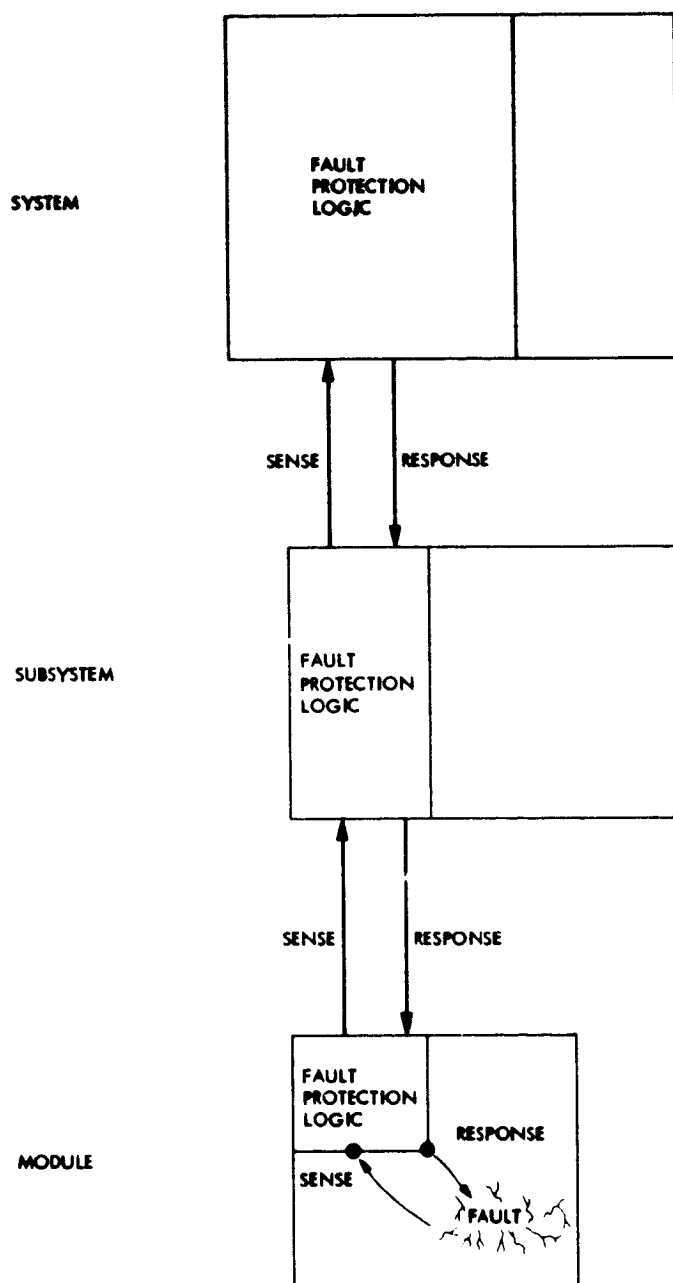 FAULT
PROTECTION
LOGIC
SYSTEM
SENSE
RESPONSE
FAULT
PROTECTION
LOGIC
SUBSYSTEM
SENSE
RESPONSE
FAULT
PROTECTION
LOGIC
RESPONSE
MODULE
SENSE
FAULT